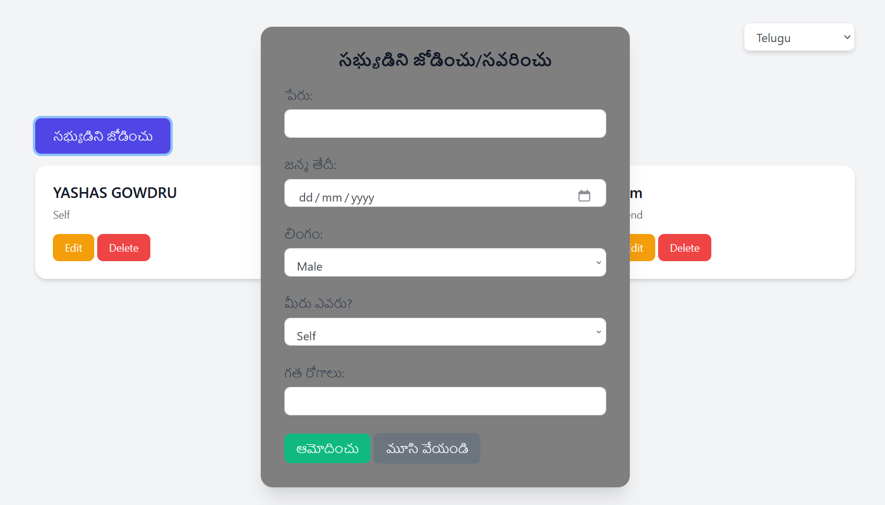 Telugu
సభ్యుడిని జోడించు/సవరించు
పేరు:
జన్మ తేదీ:
dd / mm / yyyy
లింగం:
Male
మీరు ఎవరు?
Self
గత రోగాలు:
ఆమోదించు మూసి వేయండి
సభ్యుడిని జోడించు
YASHAS GOWDRU
Self
Edit Delete
Delete